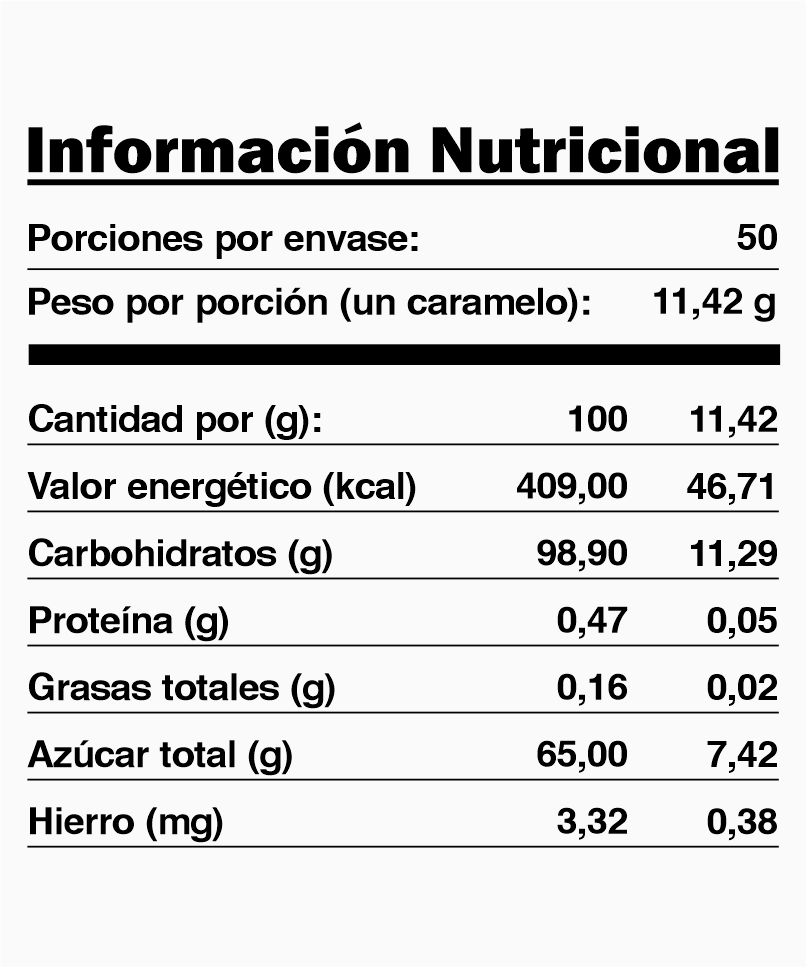 Información Nutricional
Porciones por envase: 50
Peso por porción (un caramelo): 11,42 g
Cantidad por (g): 100 11,42
Valor energético (kcal) 409,00 46,71
Carbohidratos (g) 98,90 11,29
Proteína (g) 0,47 0,05
Grasas totales (g) 0,16 0,02
Azúcar total (g) 65,00 7,42
Hierro (mg) 3,32 0,38